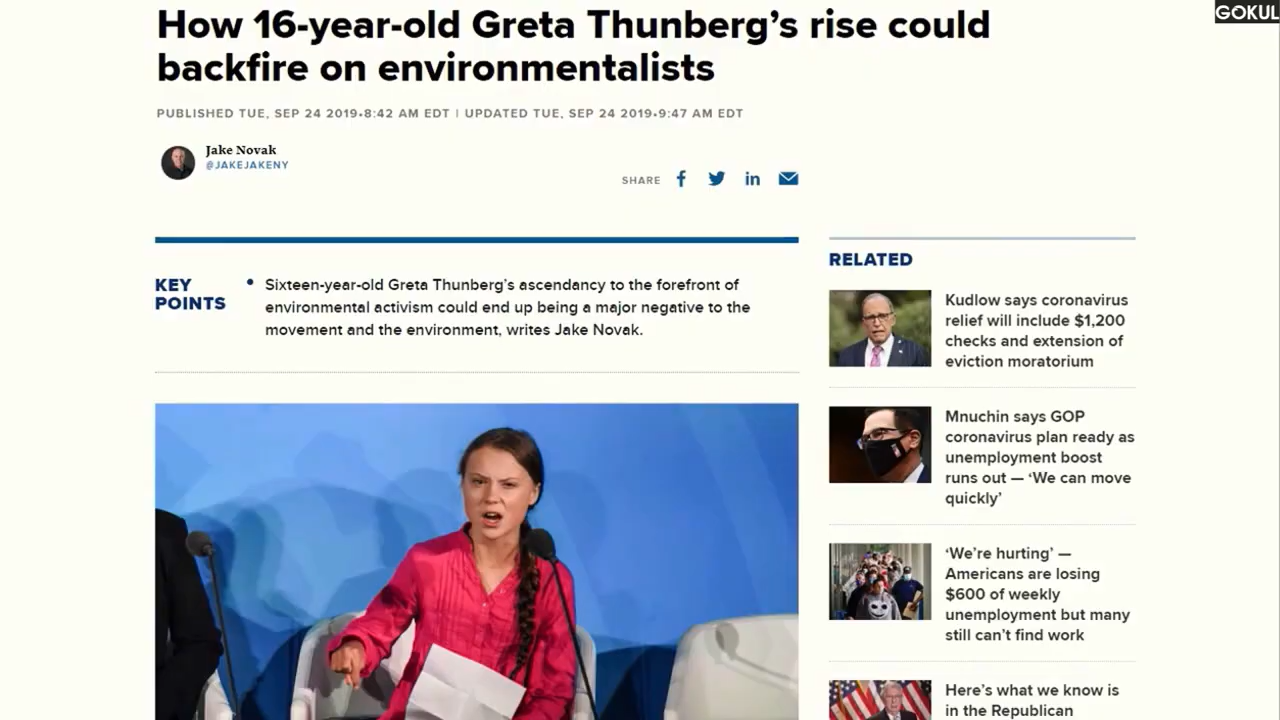 GOKUL
How 16-year-old Greta Thunberg’s rise could
backfire on environmentalists
PUBLISHED TUE, SEP 24 2019•8:42 AM EDT | UPDATED TUE, SEP 24 2019•9:47 AM EDT
Jake Novak
@JAKEJAKENY
SHARE
KEY
POINTS
• Sixteen-year-old Greta Thunberg’s ascendancy to the forefront of
environmental activism could end up being a major negative to the
movement and the environment, writes Jake Novak.
RELATED
Kudlow says coronavirus
relief will include $1,200
checks and extension of
eviction moratorium
Mnuchin says GOP
coronavirus plan ready as
unemployment boost
runs out — ‘We can move
quickly’
‘We’re hurting’ —
Americans are losing
$600 of weekly
unemployment but many
still can’t find work
Here’s what we know is
in the Republican